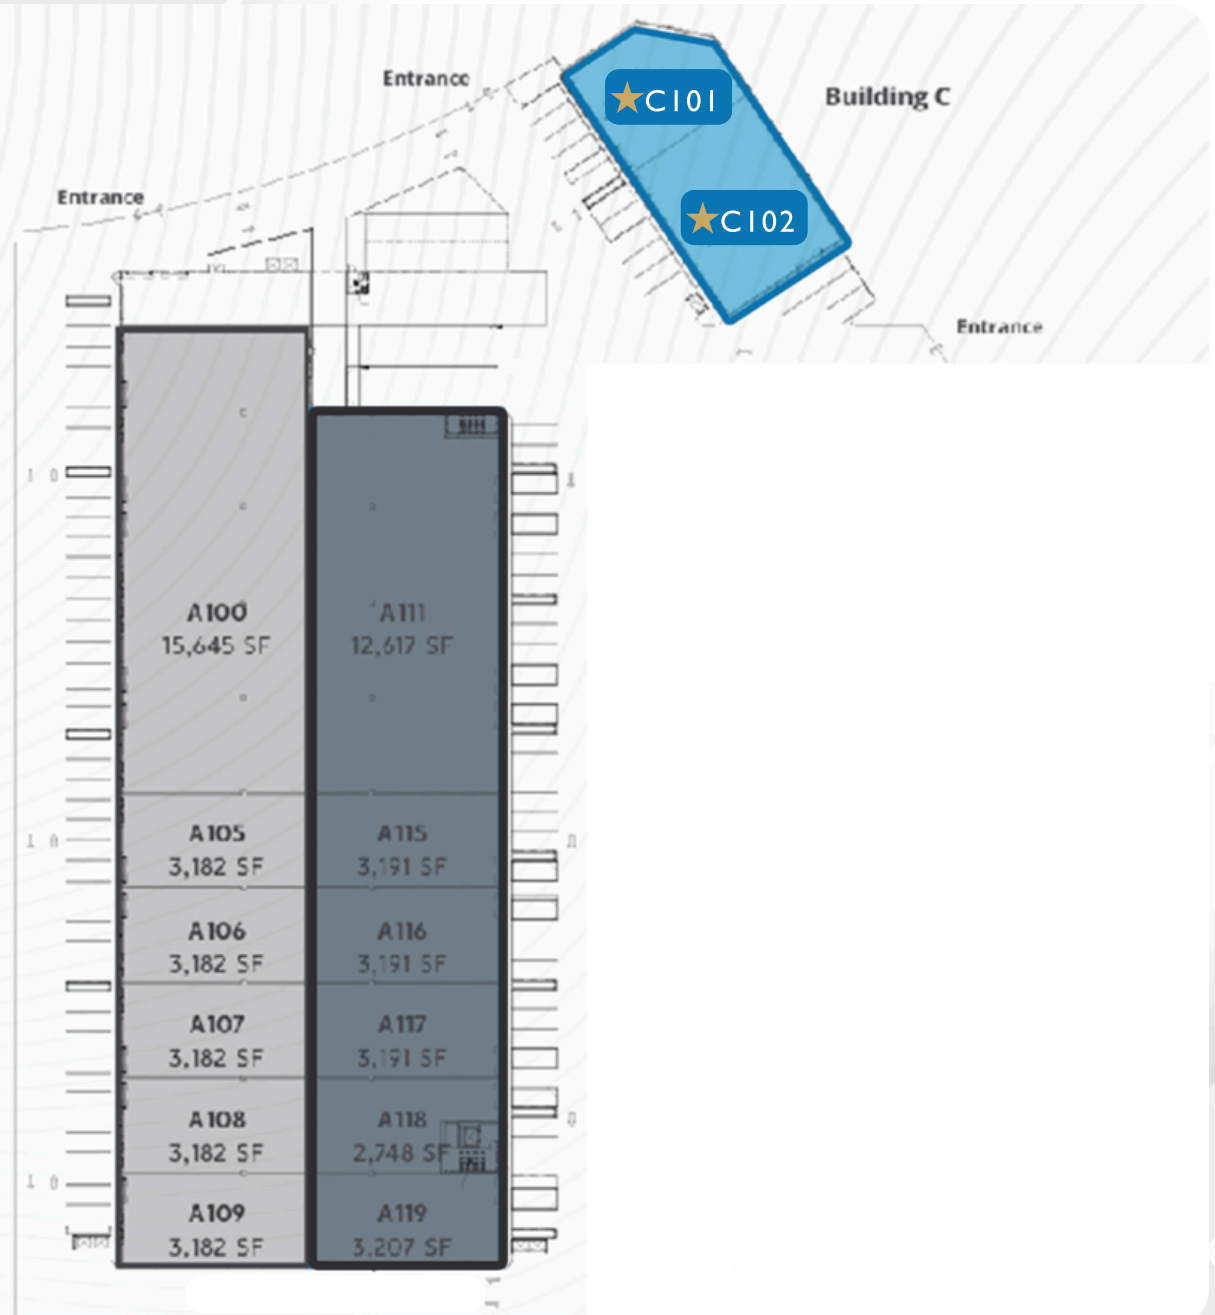 Entrance
C101
Building C
Entrance
C102
Entrance
A100
15,645 SF
A111
12,617 SF
A105
3,182 SF
A115
3,191 SF
A106
3,182 SF
A116
3,191 SF
A107
3,182 SF
A117
3,191 SF
A108
3,182 SF
A118
2,748 SF
A109
3,182 SF
A119
3,207 SF